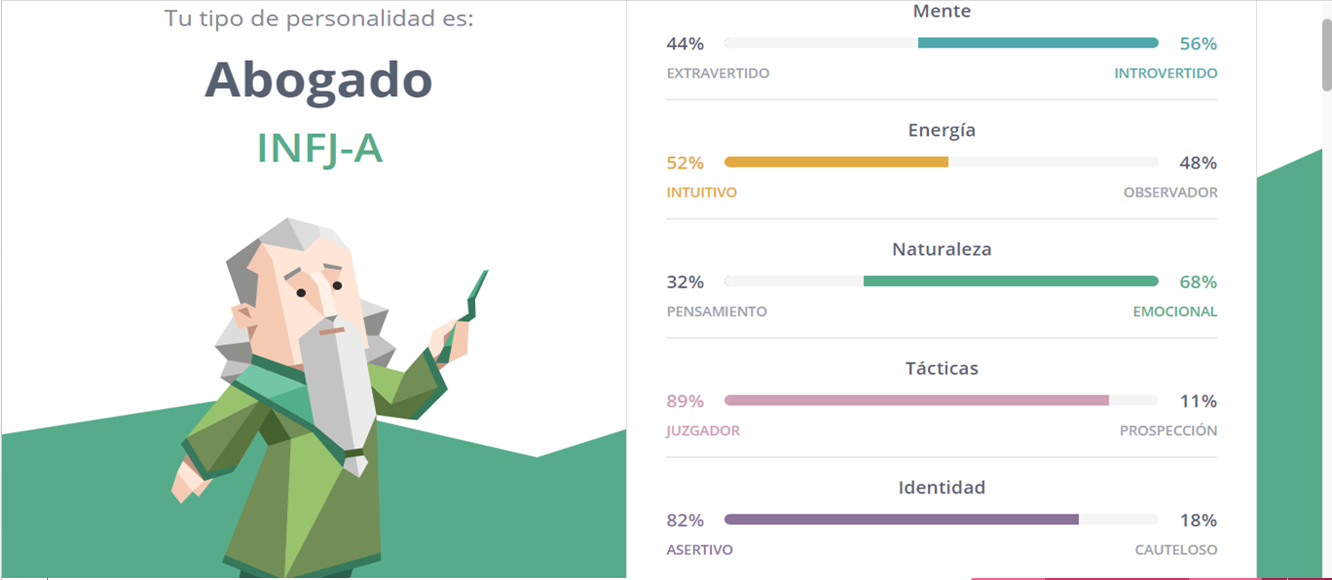 Tu tipo de personalidad es:
Abogado
INFJ-A
Mente
44% 56%
EXTRAVERTIDO INTROVERTIDO
Energía
52% 48%
INTUITIVO OBSERVADOR
Naturaleza
32% 68%
PENSAMIENTO EMOCIONAL
Tácticas
89% 11%
JUZGADOR PROSPECCIÓN
Identidad
82% 18%
ASERTIVO CAUTELOSO